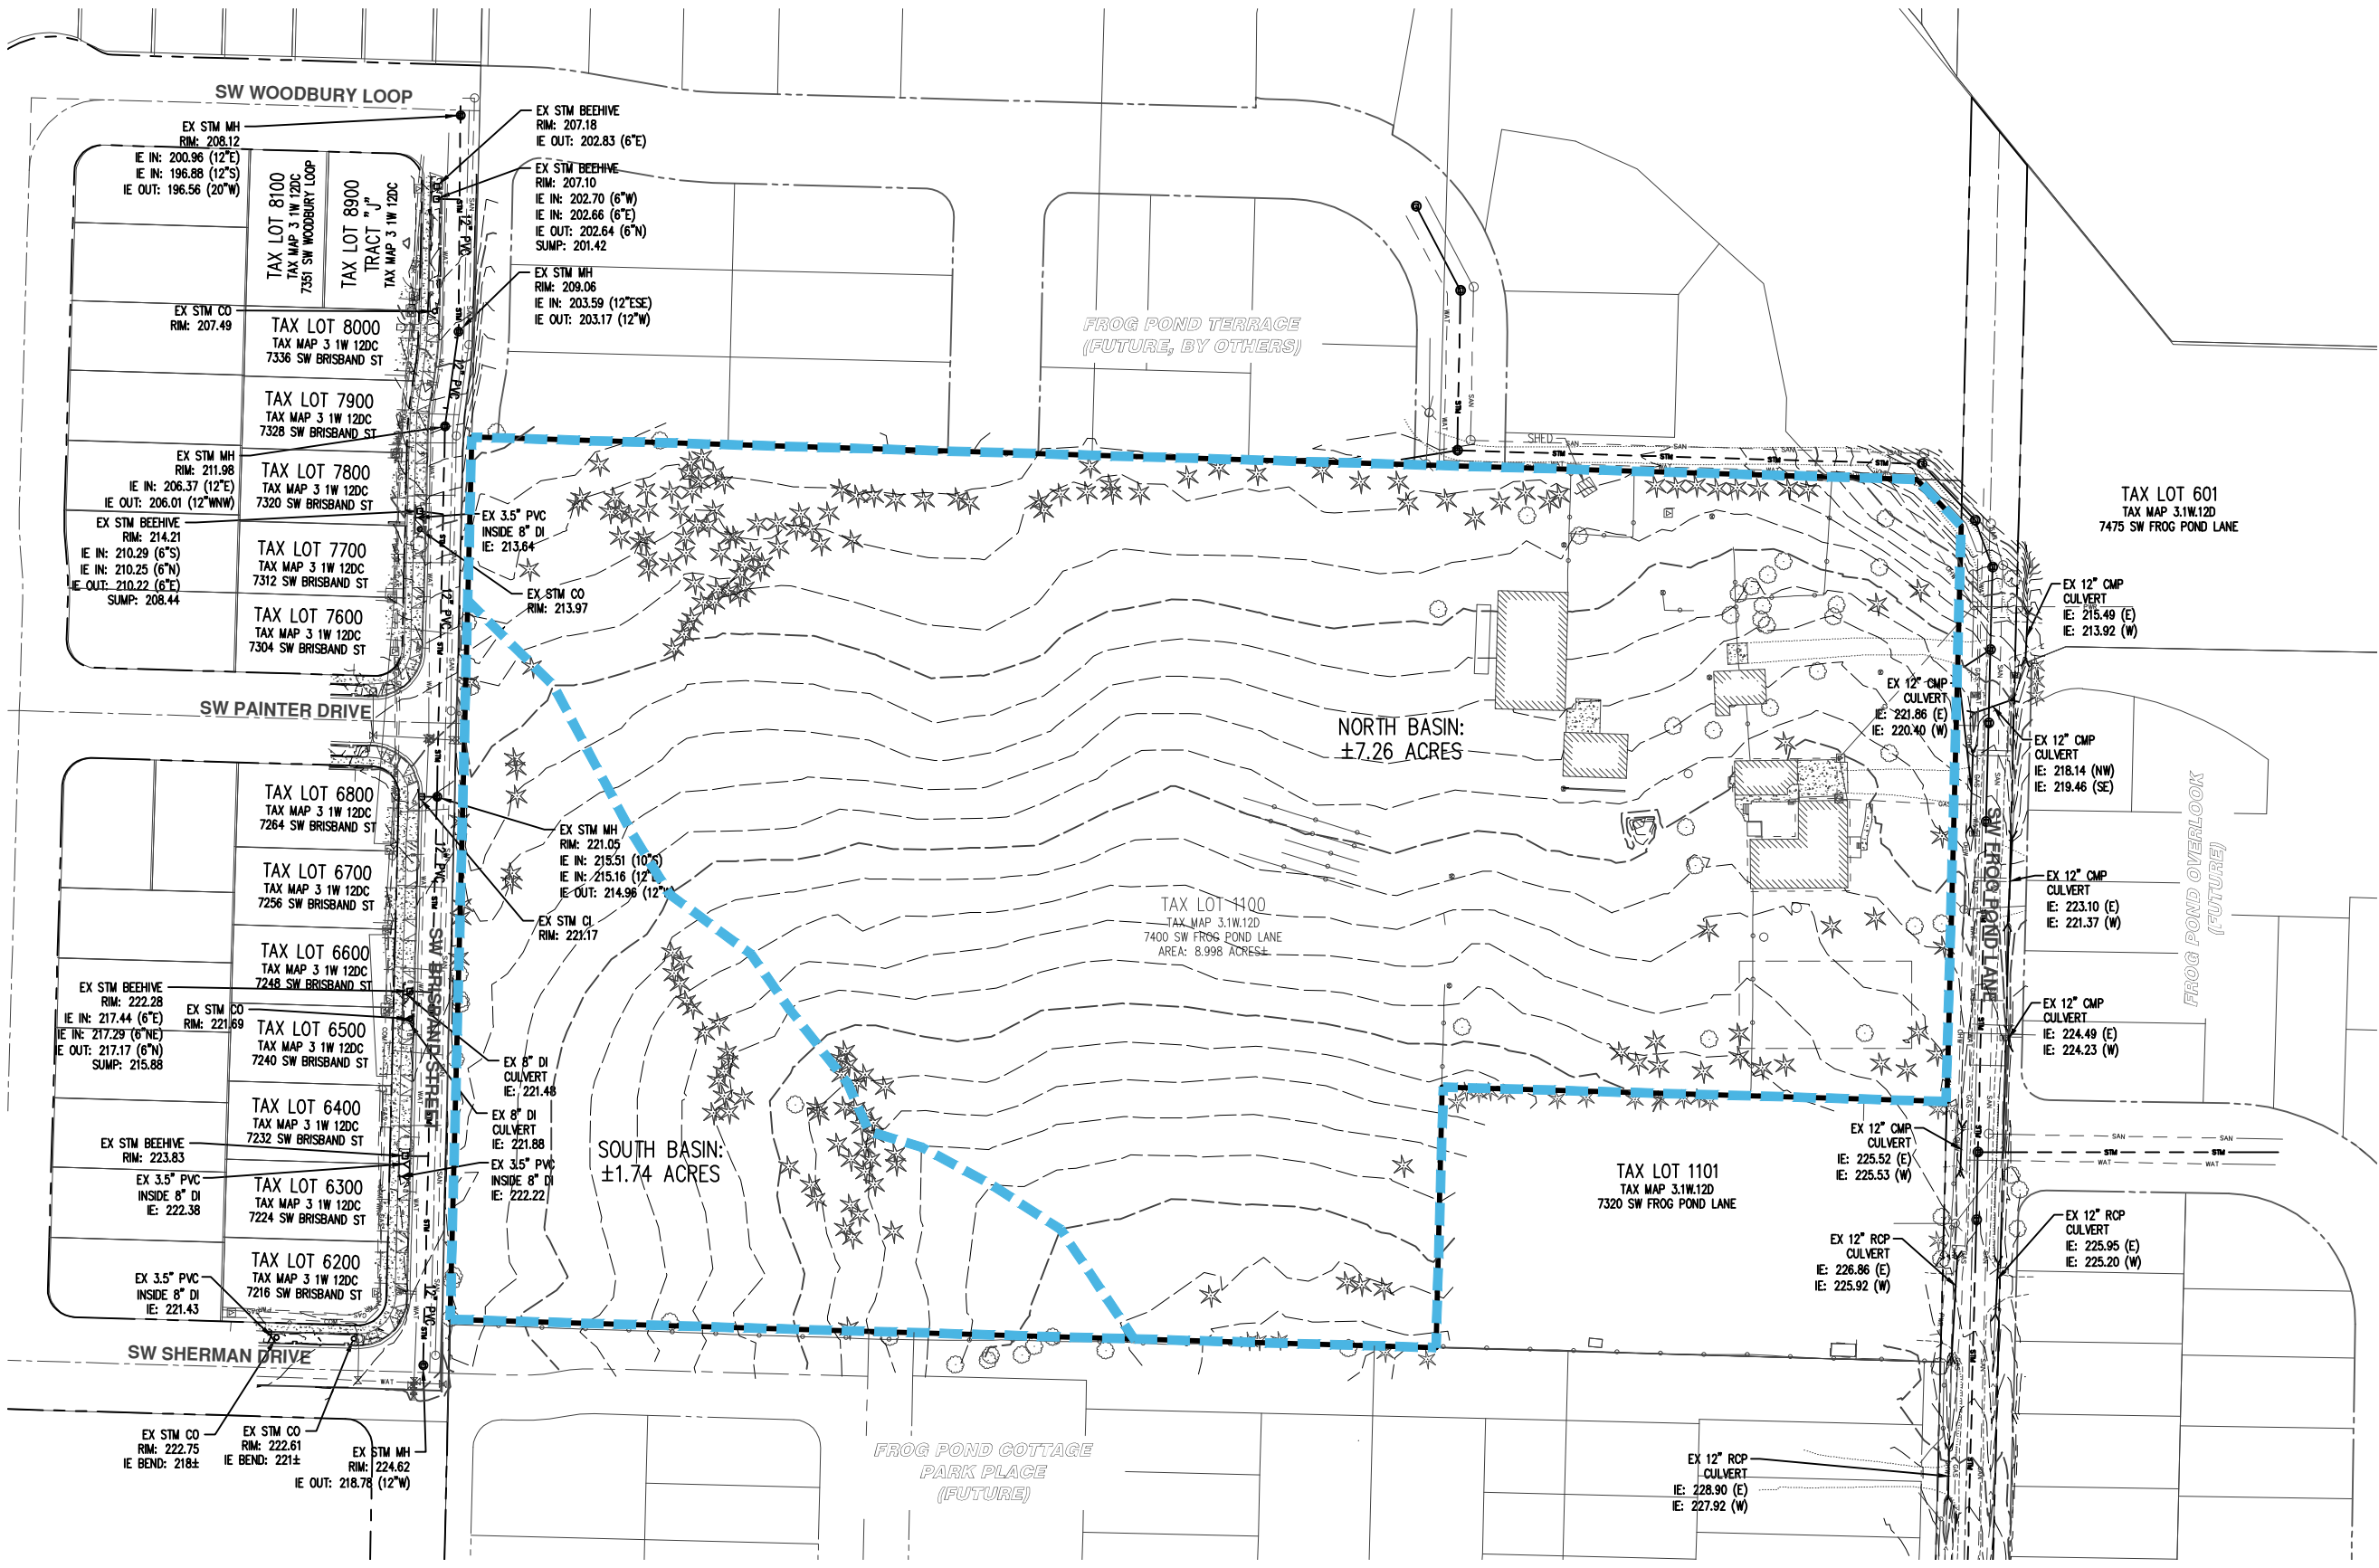 SW WOODBURY LOOP
EX STM MH
RIM: 208.12
IE IN: 200.96 (12"E)
IE IN: 196.88 (12"S)
IE OUT: 196.56 (20"W)
EX STM BEEHIVE
RIM: 207.18
IE OUT: 202.83 (6"E)
EX STM BEEHIVE
RIM: 207.10
IE IN: 202.70 (6"W)
IE IN: 202.66 (6"E)
IE OUT: 202.64 (6"N)
SUMP: 201.42
EX STM MH
RIM: 209.06
IE IN: 203.59 (12"ESE)
IE OUT: 203.17 (12"W)
TAX LOT 8100
TAX MAP 3 1W 12DC
7351 SW WOODBURY LOOP
TAX LOT 8900
TRACT "J"
TAX MAP 3 1W 12DC
EX STM CO
RIM: 207.49
TAX LOT 8000
TAX MAP 3 1W 12DC
7336 SW BRISBAND ST
TAX LOT 7900
TAX MAP 3 1W 12DC
7328 SW BRISBAND ST
EX STM MH
RIM: 211.98
IE IN: 206.37 (12"E)
IE OUT: 206.01 (12"WNW)
TAX LOT 7800
TAX MAP 3 1W 12DC
7320 SW BRISBAND ST
EX STM BEEHIVE
RIM: 214.21
IE IN: 210.29 (6"S)
IE IN: 210.25 (6"N)
IE OUT: 210.22 (6"E)
SUMP: 208.44
TAX LOT 7700
TAX MAP 3 1W 12DC
7312 SW BRISBAND ST
TAX LOT 7600
TAX MAP 3 1W 12DC
7304 SW BRISBAND ST
EX 3.5" PVC
INSIDE 8" DI
IE: 213.64
EX STM CO
RIM: 213.97
12" PVC
12" PVC
12" PVC
12" PVC
12" PVC
SW PAINTER DRIVE
TAX LOT 6800
TAX MAP 3 1W 12DC
7264 SW BRISBAND ST
TAX LOT 6700
TAX MAP 3 1W 12DC
7256 SW BRISBAND ST
TAX LOT 6600
TAX MAP 3 1W 12DC
7248 SW BRISBAND ST
TAX LOT 6500
TAX MAP 3 1W 12DC
7240 SW BRISBAND ST
TAX LOT 6400
TAX MAP 3 1W 12DC
7232 SW BRISBAND ST
TAX LOT 6300
TAX MAP 3 1W 12DC
7224 SW BRISBAND ST
TAX LOT 6200
TAX MAP 3 1W 12DC
7216 SW BRISBAND ST
SW BRISBAND STREET
EX STM MH
RIM: 221.05
IE IN: 215.51 (10"S)
IE IN: 215.16 (12"
IE OUT: 214.96 (12"
EX STM CI
RIM: 221.17
EX STM BEEHIVE
RIM: 222.28
IE IN: 217.44 (6"E)
IE IN: 217.29 (6"NE)
IE OUT: 217.17 (6"N)
SUMP: 215.88
EX STM CO
RIM: 221.69
EX 8" DI
CULVERT
IE: 221.48
EX 8" DI
CULVERT
IE: 221.88
EX 3.5" PVC
INSIDE 8" DI
IE: 222.22
EX STM BEEHIVE
RIM: 223.83
EX 3.5" PVC
INSIDE 8" DI
IE: 222.38
EX 3.5" PVC
INSIDE 8" DI
IE: 221.43
SW SHERMAN DRIVE
EX STM CO
RIM: 222.75
IE BEND: 218±
EX STM CO
RIM: 222.61
IE BEND: 221±
EX STM MH
RIM: 224.62
IE OUT: 218.78 (12"W)
FROG POND TERRACE
(FUTURE, BY OTHERS)
SHED
NORTH BASIN:
±7.26 ACRES
TAX LOT 1100
TAX MAP 3.1W.12D
7400 SW FROG POND LANE
AREA: 8.998 ACRES±
SOUTH BASIN:
±1.74 ACRES
TAX LOT 1101
TAX MAP 3.1W.12D
7320 SW FROG POND LANE
FROG POND COTTAGE
PARK PLACE
(FUTURE)
TAX LOT 601
TAX MAP 3.1W.12D
7475 SW FROG POND LANE
EX 12" CMP
CULVERT
IE: 215.49 (E)
IE: 213.92 (W)
EX 12" CMP
CULVERT
IE: 221.86 (E)
IE: 220.40 (W)
EX 12" CMP
CULVERT
IE: 218.14 (NW)
IE: 219.46 (SE)
SW FROG POND LANE
FROG POND OVERLOOK
(FUTURE)
EX 12" CMP
CULVERT
IE: 223.10 (E)
IE: 221.37 (W)
EX 12" CMP
CULVERT
IE: 224.49 (E)
IE: 224.23 (W)
EX 12" CMP
CULVERT
IE: 225.52 (E)
IE: 225.53 (W)
EX 12" RCP
CULVERT
IE: 226.86 (E)
IE: 225.92 (W)
EX 12" RCP
CULVERT
IE: 225.95 (E)
IE: 225.20 (W)
EX 12" RCP
CULVERT
IE: 228.90 (E)
IE: 227.92 (W)
SAN
SAN
STM
STM
WAT
WAT